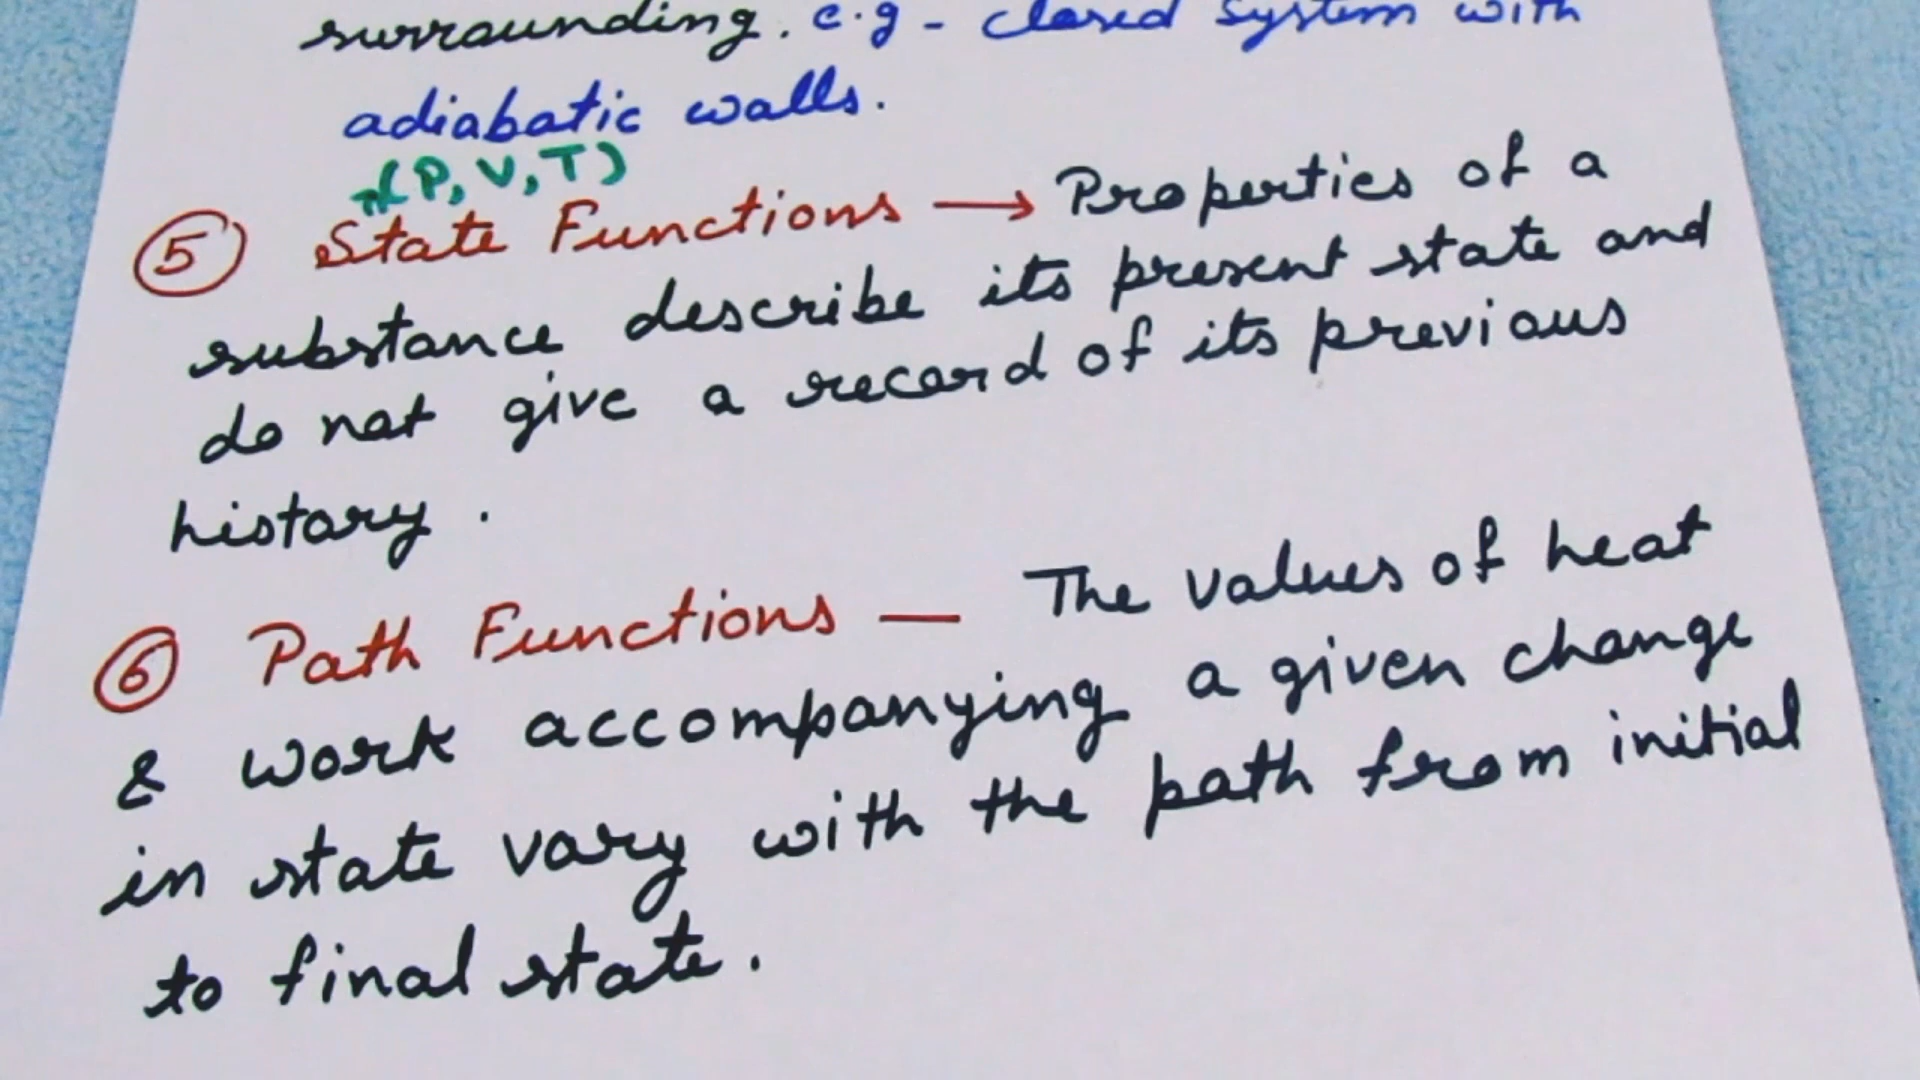 surrounding. e.g - closed system with
adiabatic walls.
(P, V, T)
5 State Functions → Properties of a
substance describe its present state and
do not give a record of its previous
history.
6 Path Functions — The values of heat
& work accompanying a given change
in state vary with the path from initial
to final state.